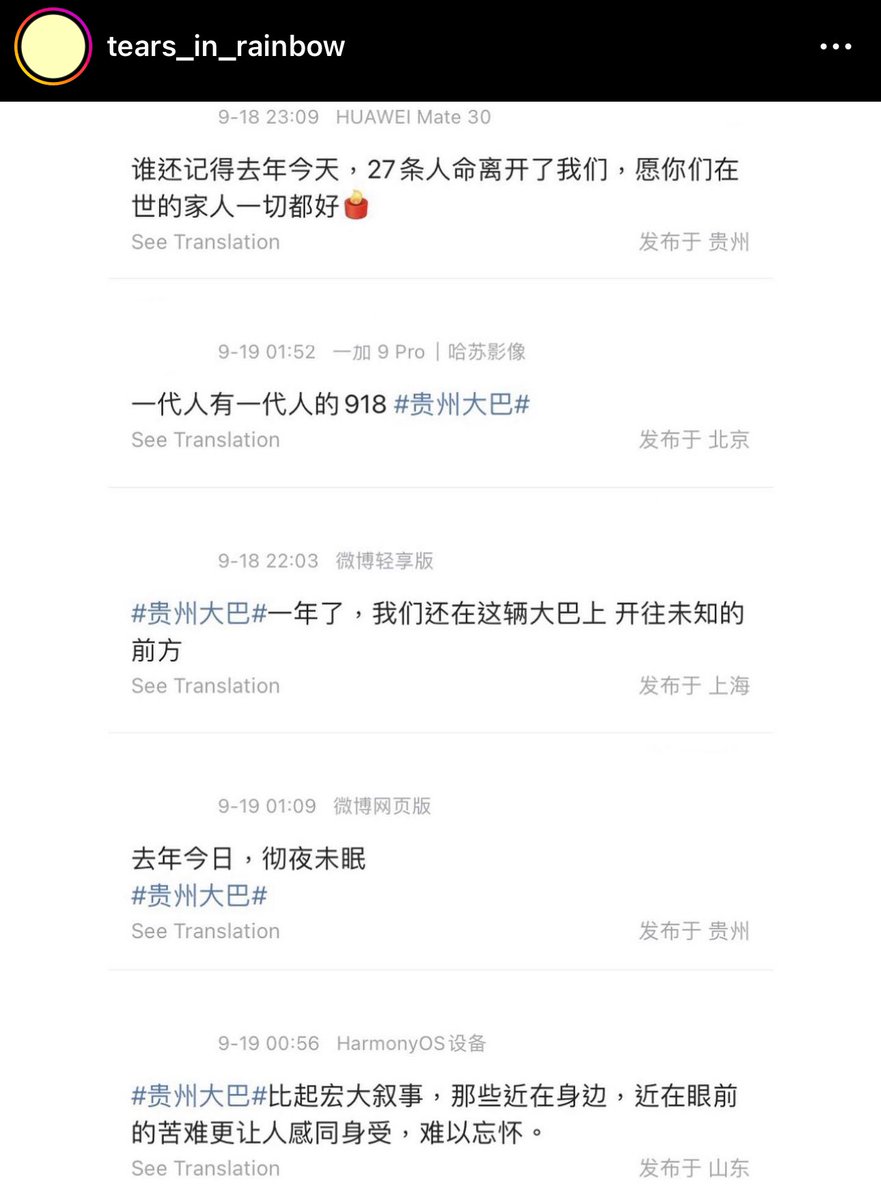 tears_in_rainbow
9-18 23:09 HUAWEI Mate 30
谁还记得去年今天，27条人命离开了我们，愿你们在
世的家人一切都好
See Translation 发布于 贵州
9-19 01:52 一加 9 Pro｜哈苏影像
一代人有一代人的918 #贵州大巴#
See Translation 发布于 北京
9-18 22:03 微博轻享版
#贵州大巴#一年了，我们还在这辆大巴上 开往未知的
前方
See Translation 发布于 上海
9-19 01:09 微博网页版
去年今日，彻夜未眠
#贵州大巴#
See Translation 发布于 贵州
9-19 00:56 HarmonyOS设备
#贵州大巴#比起宏大叙事，那些近在身边，近在眼前
的苦难更让人感同身受，难以忘怀。
See Translation 发布于 山东